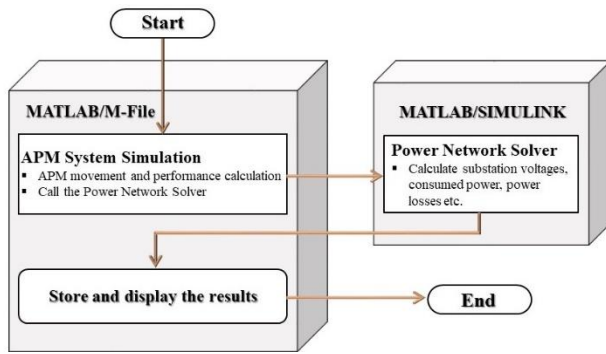 Start
MATLAB/M-File
APM System Simulation
▪ APM movement and performance calculation
▪ Call the Power Network Solver
MATLAB/SIMULINK
Power Network Solver
▪ Calculate substation voltages,
consumed power, power
losses etc.
Store and display the results
End